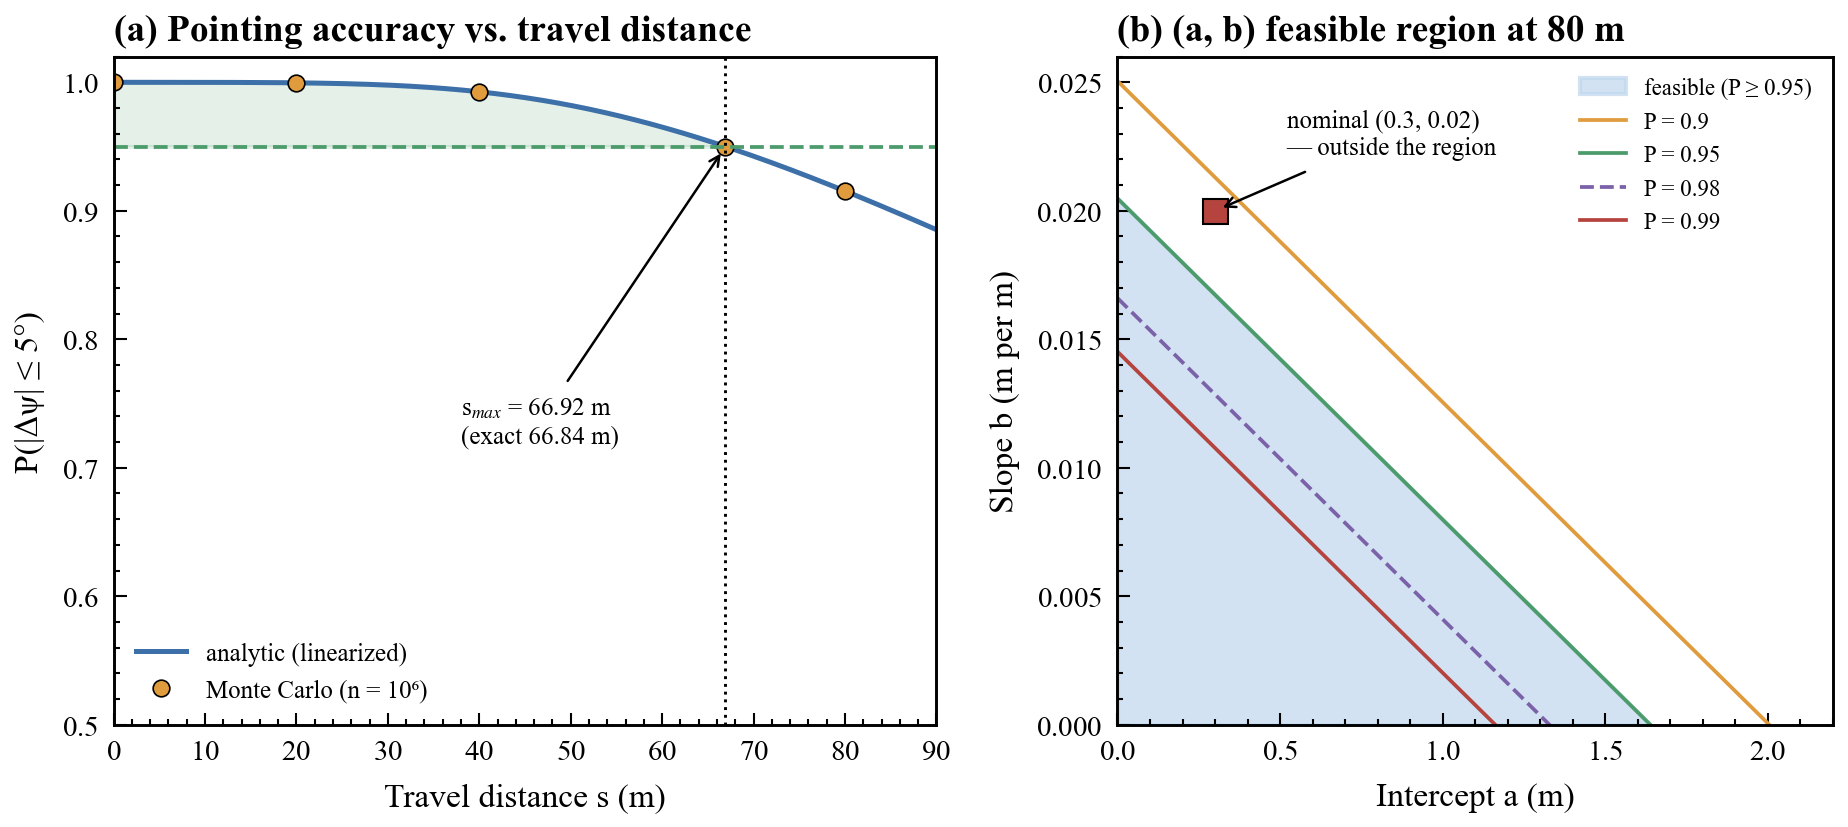 (a) Pointing accuracy vs. travel distance
P(|Δψ| ≤ 5°)
1.0
0.9
0.8
0.7
0.6
0.5
s_max = 66.92 m
(exact 66.84 m)
analytic (linearized)
Monte Carlo (n = 10⁶)
0 10 20 30 40 50 60 70 80 90
Travel distance s (m)
(b) (a, b) feasible region at 80 m
Slope b (m per m)
0.025
0.020
0.015
0.010
0.005
0.000
nominal (0.3, 0.02)
— outside the region
feasible (P ≥ 0.95)
P = 0.9
P = 0.95
P = 0.98
P = 0.99
0.0 0.5 1.0 1.5 2.0
Intercept a (m)